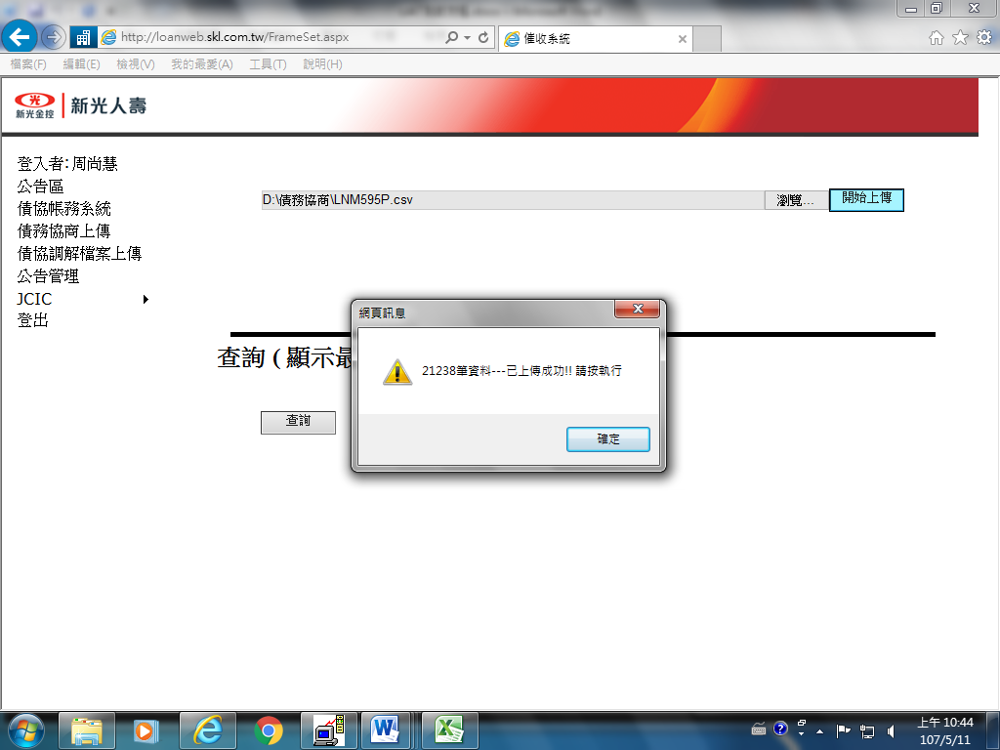 http://loanweb.skl.com.tw/FrameSet.aspx
催收系統
檔案(F) 編輯(E) 檢視(V) 我的最愛(A) 工具(T) 說明(H)
新光金控 新光人壽
登入者: 周尚慧
公告區
債協帳務系統
債務協商上傳
債協調解檔案上傳
公告管理
JCIC
登出
D:\債務協商\LNM595P.csv
瀏覽...
開始上傳
查詢 ( 顯示最
查詢
網頁訊息
21238筆資料---已上傳成功!! 請按執行
確定
上午 10:44
107/5/11